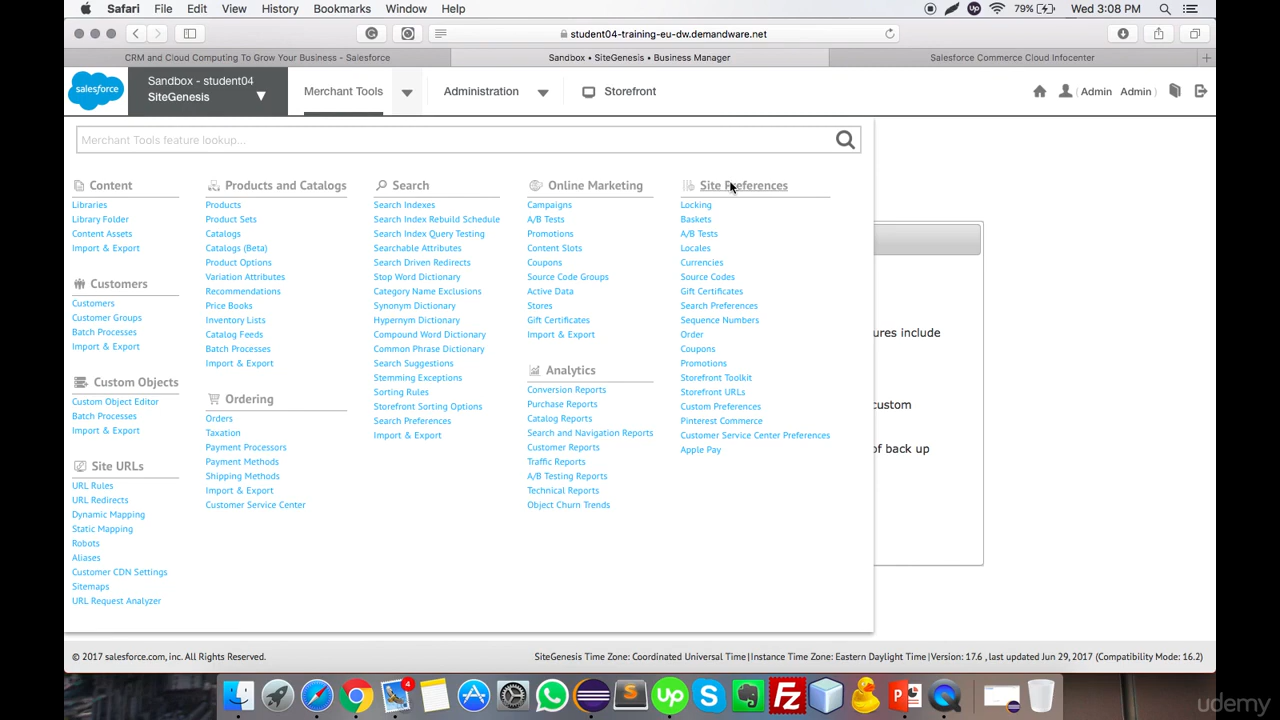 Safari File Edit View History Bookmarks Window Help 79% Wed 3:08 PM
student04-training-eu-dw.demandware.net
CRM and Cloud Computing To Grow Your Business - Salesforce
Sandbox • SiteGenesis • Business Manager
Salesforce Commerce Cloud Infocenter
salesforce
Sandbox - student04
SiteGenesis
Merchant Tools
Administration
Storefront
(Admin Admin )
Merchant Tools feature lookup...
Content
Libraries
Library Folder
Content Assets
Import & Export
Customers
Customers
Customer Groups
Batch Processes
Import & Export
Custom Objects
Custom Object Editor
Batch Processes
Import & Export
Site URLs
URL Rules
URL Redirects
Dynamic Mapping
Static Mapping
Robots
Aliases
Customer CDN Settings
Sitemaps
URL Request Analyzer
Products and Catalogs
Products
Product Sets
Catalogs
Catalogs (Beta)
Product Options
Variation Attributes
Recommendations
Price Books
Inventory Lists
Catalog Feeds
Batch Processes
Import & Export
Ordering
Orders
Taxation
Payment Processors
Payment Methods
Shipping Methods
Import & Export
Customer Service Center
Search
Search Indexes
Search Index Rebuild Schedule
Search Index Query Testing
Searchable Attributes
Search Driven Redirects
Stop Word Dictionary
Category Name Exclusions
Synonym Dictionary
Hypernym Dictionary
Compound Word Dictionary
Common Phrase Dictionary
Search Suggestions
Stemming Exceptions
Sorting Rules
Storefront Sorting Options
Search Preferences
Import & Export
Online Marketing
Campaigns
A/B Tests
Promotions
Content Slots
Coupons
Source Code Groups
Active Data
Stores
Gift Certificates
Import & Export
Analytics
Conversion Reports
Purchase Reports
Catalog Reports
Search and Navigation Reports
Customer Reports
Traffic Reports
A/B Testing Reports
Technical Reports
Object Churn Trends
Site Preferences
Locking
Baskets
A/B Tests
Locales
Currencies
Source Codes
Gift Certificates
Search Preferences
Sequence Numbers
Order
Coupons
Promotions
Storefront Toolkit
Storefront URLs
Custom Preferences
Pinterest Commerce
Customer Service Center Preferences
Apple Pay
ures include
custom
of back up
© 2017 salesforce.com, inc. All Rights Reserved.
SiteGenesis Time Zone: Coordinated Universal Time | Instance Time Zone: Eastern Daylight Time | Version: 17.6 , last updated Jun 29, 2017 (Compatibility Mode: 16.2)
4
udemy